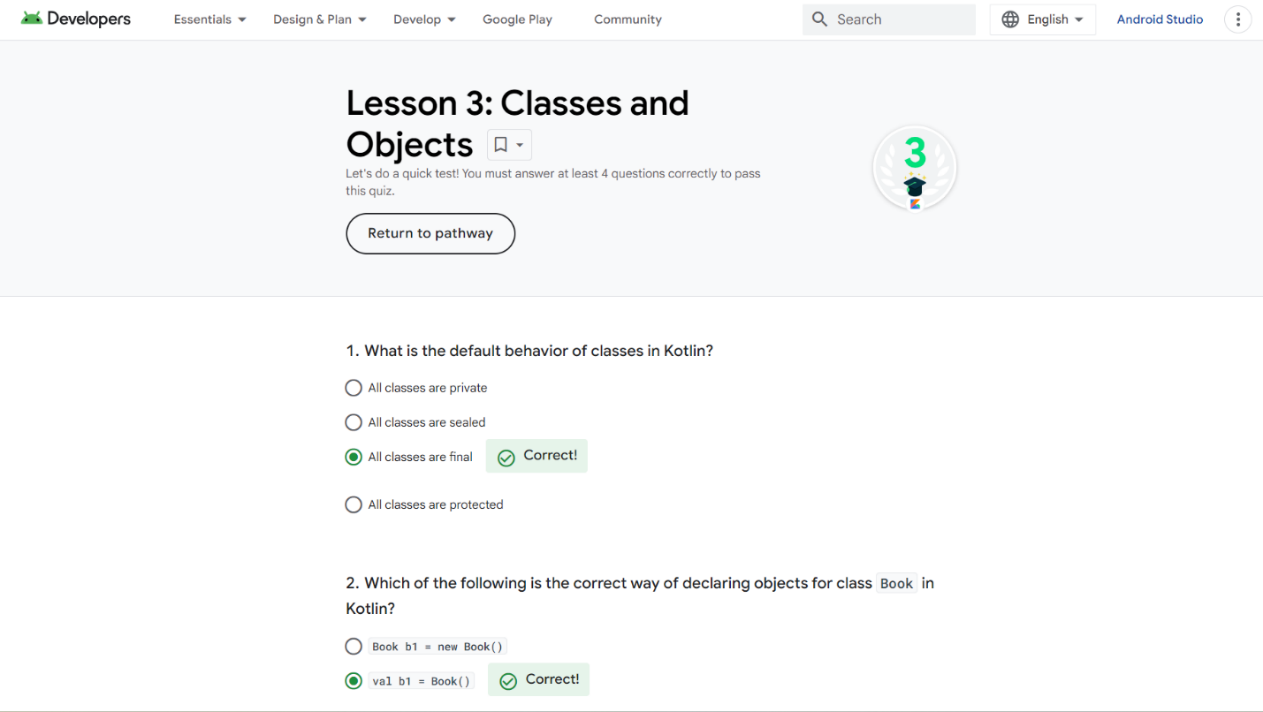 Developers
Essentials
Design & Plan
Develop
Google Play
Community
Search
English
Android Studio
Lesson 3: Classes and
Objects
Let's do a quick test! You must answer at least 4 questions correctly to pass
this quiz.
3
Return to pathway
1. What is the default behavior of classes in Kotlin?
All classes are private
All classes are sealed
All classes are final
Correct!
All classes are protected
2. Which of the following is the correct way of declaring objects for class Book in
Kotlin?
Book b1 = new Book()
val b1 = Book()
Correct!